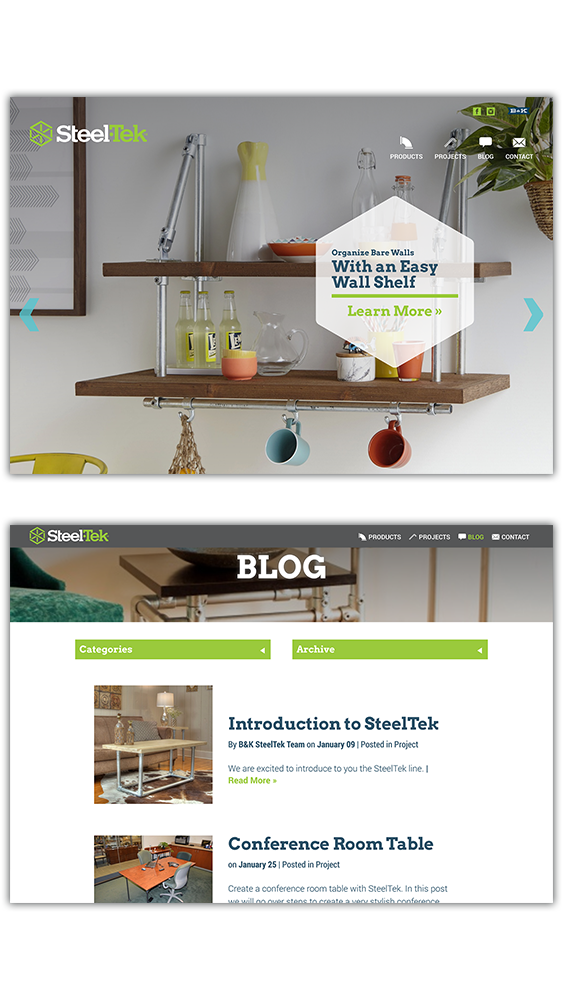 SteelTek
B&K
PRODUCTS
PROJECTS
BLOG
CONTACT
Organize Bare Walls
With an Easy
Wall Shelf
Learn More »
SteelTek
PRODUCTS
PROJECTS
BLOG
CONTACT
BLOG
Categories
Archive
Introduction to SteelTek
By B&K SteelTek Team on January 09 | Posted in Project
We are excited to introduce to you the SteelTek line. |
Read More »
Conference Room Table
on January 25 | Posted in Project
Create a conference room table with SteelTek. In this post
we will go over steps to create a very stylish conference